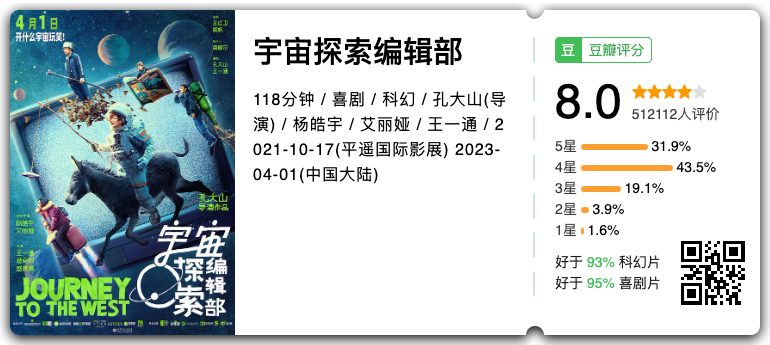 4月1日
开什么宇宙玩笑!
孔大山
导演作品
宇宙
探索
编辑部
JOURNEY
TO THE WEST
宇宙探索编辑部
118分钟 / 喜剧 / 科幻 / 孔大山(导
演) / 杨皓宇 / 艾丽娅 / 王一通 / 2
021-10-17(平遥国际影展) 2023-
04-01(中国大陆)
豆 豆瓣评分
8.0
512112人评价
5星 31.9%
4星 43.5%
3星 19.1%
2星 3.9%
1星 1.6%
好于 93% 科幻片
好于 95% 喜剧片